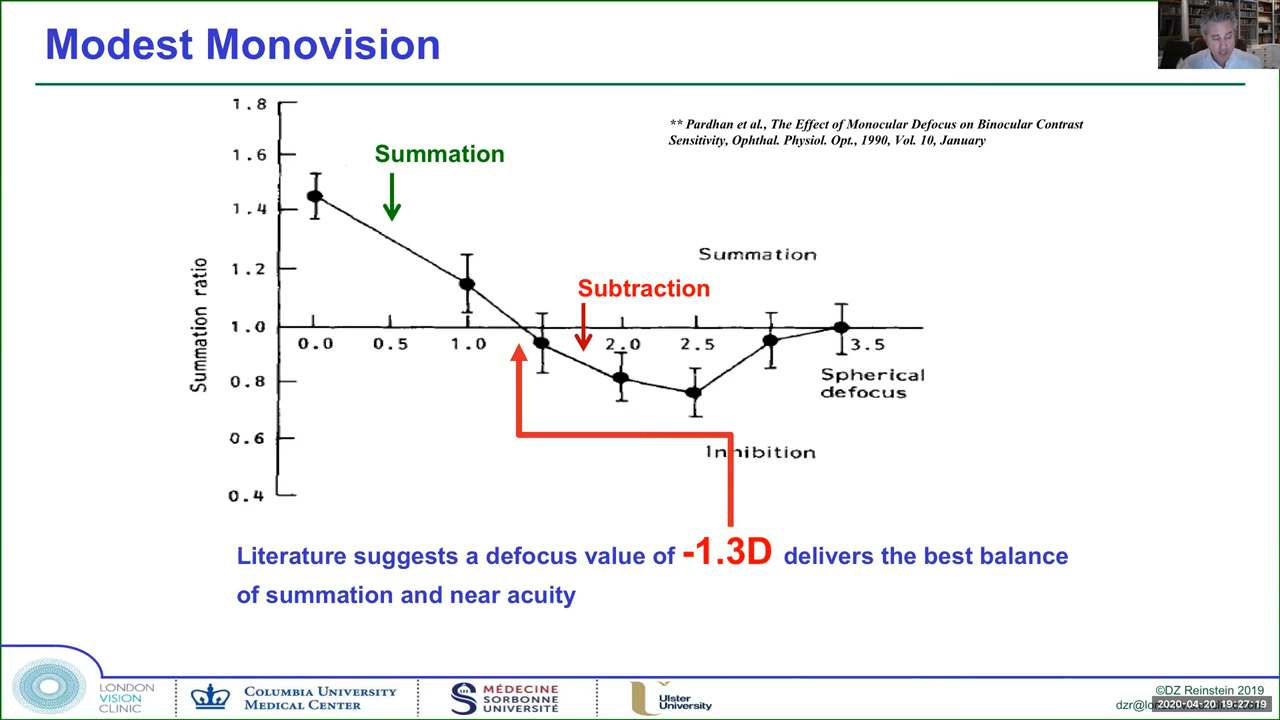 Modest Monovision
** Pardhan et al., The Effect of Monocular Defocus on Binocular Contrast
Sensitivity, Ophthal. Physiol. Opt., 1990, Vol. 10, January
Summation
Subtraction
Summation
Summation ratio
1.8
1.6
1.4
1.2
1.0
0.8
0.6
0.4
0.0 0.5 1.0 2.0 2.5 3.5
Spherical
defocus
Inhibition
Literature suggests a defocus value of -1.3D delivers the best balance
of summation and near acuity
LONDON
VISION
CLINIC
COLUMBIA UNIVERSITY
MEDICAL CENTER
MÉDECINE
SORBONNE
UNIVERSITÉ
Ulster
University
©DZ Reinstein 2019
2020-04-20 19:27:19